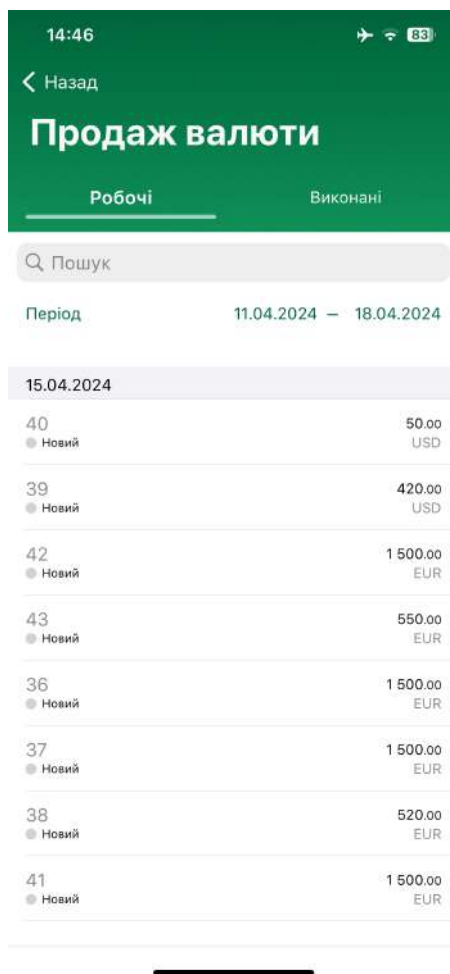 14:46
83
Назад
Продаж валюти
Робочі Виконані
Пошук
Період 11.04.2024 – 18.04.2024
15.04.2024
40 50.00
Новий USD
39 420.00
Новий USD
42 1 500.00
Новий EUR
43 550.00
Новий EUR
36 1 500.00
Новий EUR
37 1 500.00
Новий EUR
38 520.00
Новий EUR
41 1 500.00
Новий EUR